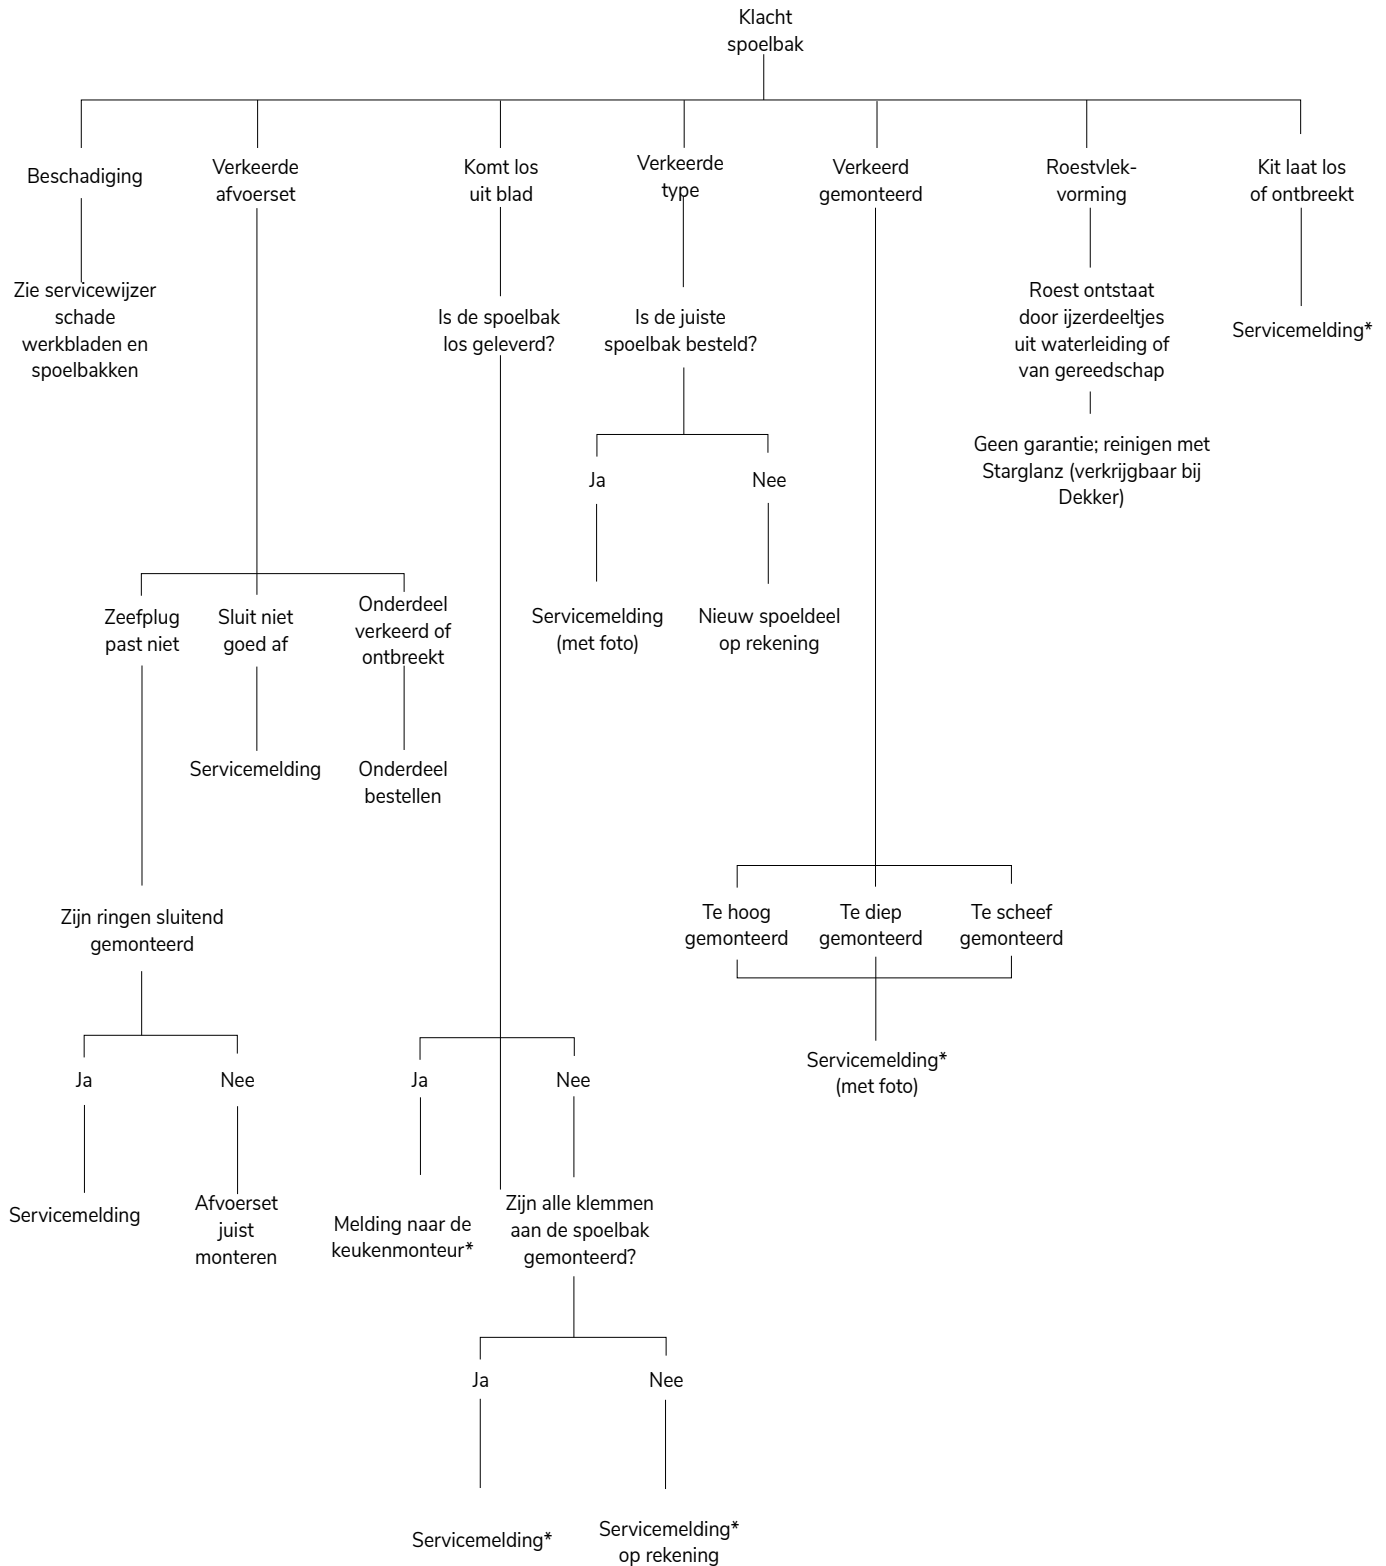 Klacht
spoelbak
Beschadiging
Verkeerde
afvoerset
Komt los
uit blad
Verkeerde
type
Verkeerd
gemonteerd
Roestvlek-
vorming
Kit laat los
of ontbreekt
Zie servicewijzer
schade
werkbladen en
spoelbakken
Is de spoelbak
los geleverd?
Is de juiste
spoelbak besteld?
Roest ontstaat
door ijzerdeeltjes
uit waterleiding of
van gereedschap
Servicemelding*
Geen garantie; reinigen met
Starglanz (verkrijgbaar bij
Dekker)
Ja
Nee
Servicemelding
(met foto)
Nieuw spoeldeel
op rekening
Zeefplug
past niet
Sluit niet
goed af
Onderdeel
verkeerd of
ontbreekt
Servicemelding
Onderdeel
bestellen
Zijn ringen sluitend
gemonteerd
Te hoog
gemonteerd
Te diep
gemonteerd
Te scheef
gemonteerd
Servicemelding*
(met foto)
Ja
Nee
Ja
Nee
Servicemelding
Afvoerset
juist
monteren
Melding naar de
keukenmonteur*
Zijn alle klemmen
aan de spoelbak
gemonteerd?
Ja
Nee
Servicemelding*
Servicemelding*
op rekening